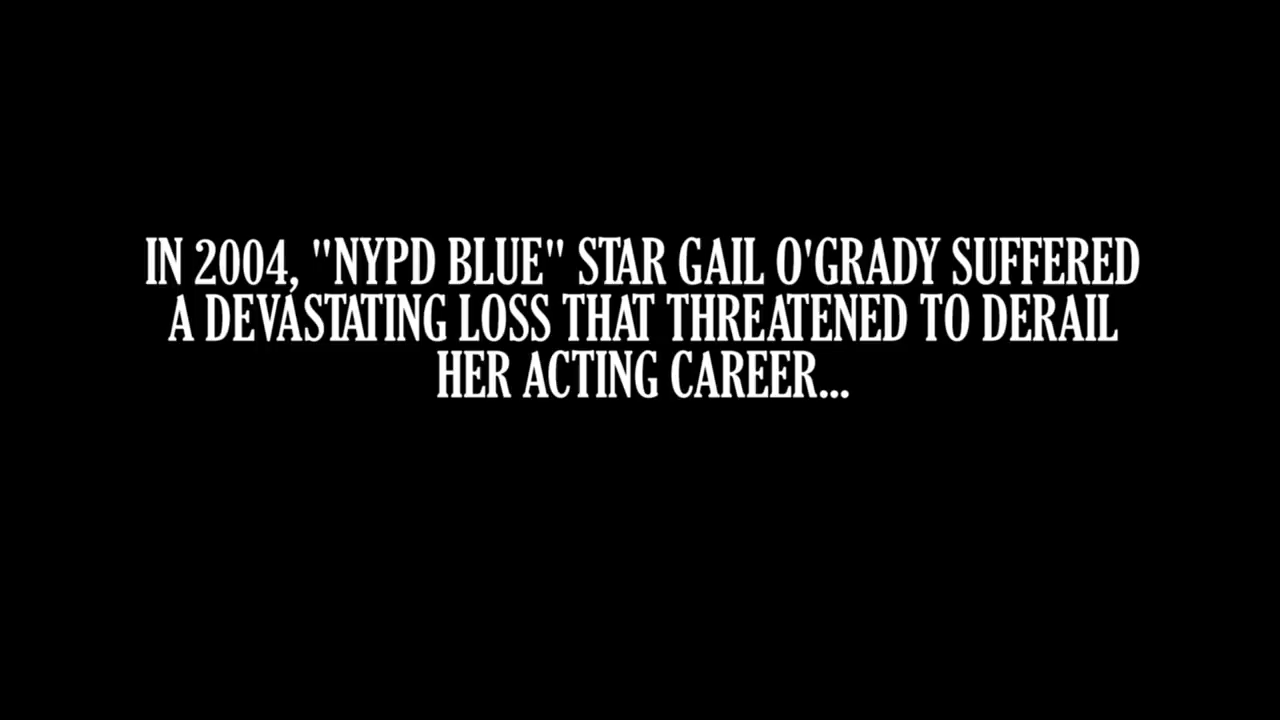 IN 2004, "NYPD BLUE" STAR GAIL O'GRADY SUFFERED
A DEVASTATING LOSS THAT THREATENED TO DERAIL
HER ACTING CAREER...